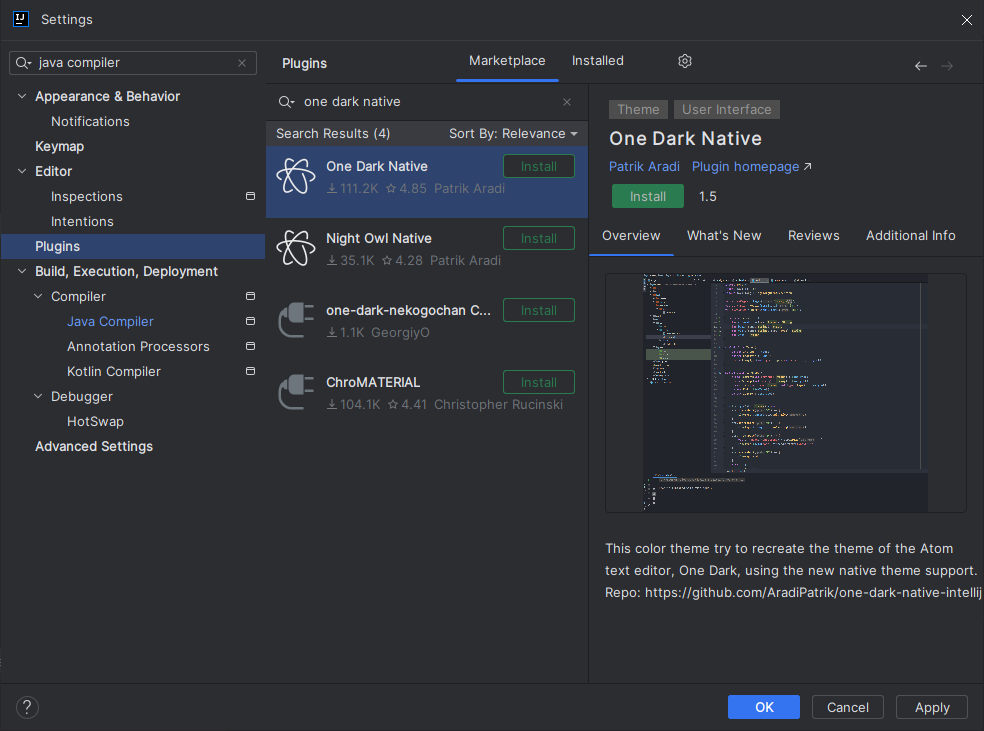 Settings
java compiler
Appearance & Behavior
Notifications
Keymap
Editor
Inspections
Intentions
Plugins
Build, Execution, Deployment
Compiler
Java Compiler
Annotation Processors
Kotlin Compiler
Debugger
HotSwap
Advanced Settings
Plugins
Marketplace
Installed
one dark native
Search Results (4)
Sort By: Relevance
One Dark Native
Install
111.2K 4.85 Patrik Aradi
Night Owl Native
Install
35.1K 4.28 Patrik Aradi
one-dark-nekogochan C...
Install
1.1K GeorgiyO
ChroMATERIAL
Install
104.1K 4.41 Christopher Rucinski
Theme
User Interface
One Dark Native
Patrik Aradi Plugin homepage
Install
1.5
Overview
What's New
Reviews
Additional Info
This color theme try to recreate the theme of the Atom
text editor, One Dark, using the new native theme support.
Repo: https://github.com/AradiPatrik/one-dark-native-intellij
?
OK
Cancel
Apply